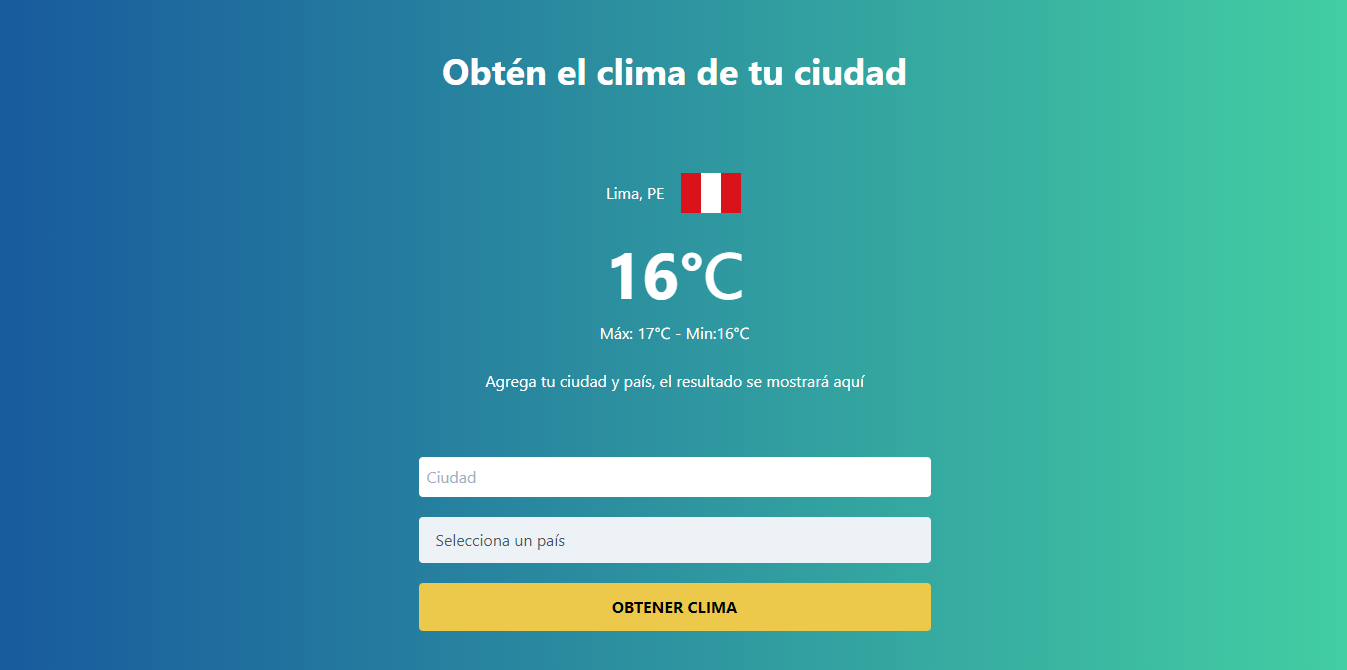 Obtén el clima de tu ciudad
Lima, PE
16°C
Máx: 17°C - Min:16°C
Agrega tu ciudad y país, el resultado se mostrará aquí
Ciudad
Selecciona un país
OBTENER CLIMA